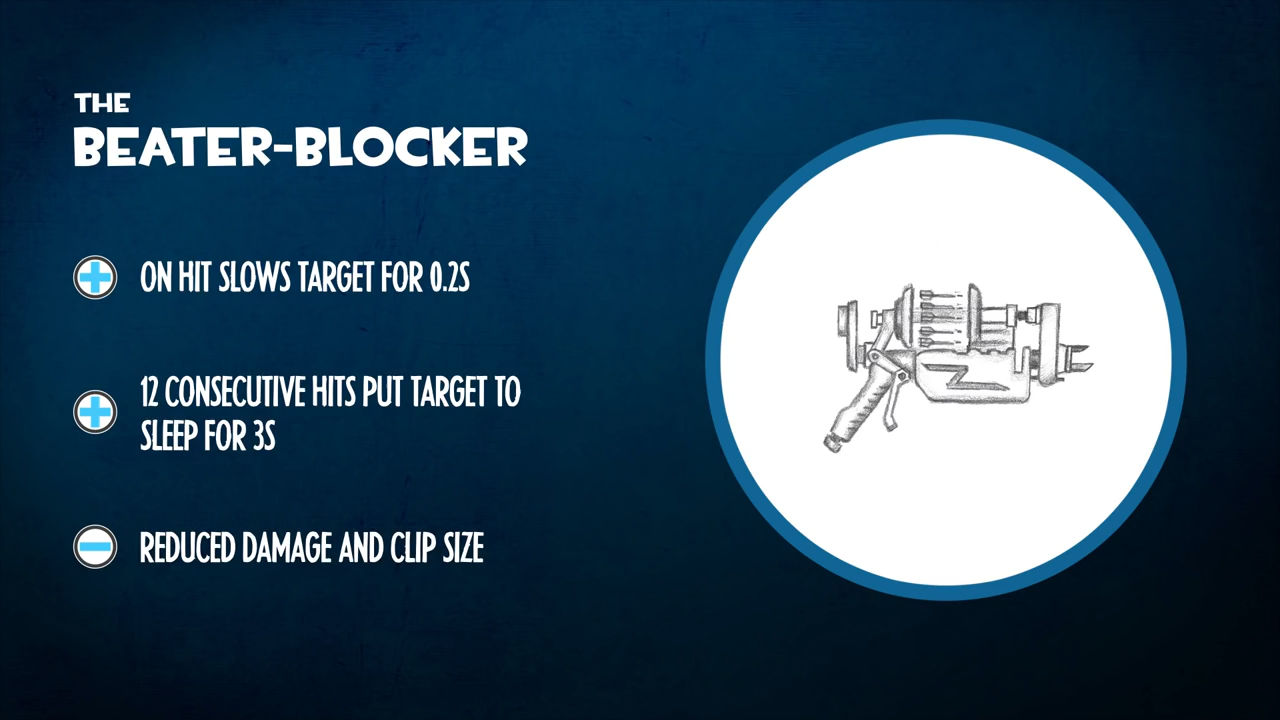 THE
BEATER-BLOCKER
ON HIT SLOWS TARGET FOR 0.2S
12 CONSECUTIVE HITS PUT TARGET TO
SLEEP FOR 3S
REDUCED DAMAGE AND CLIP SIZE